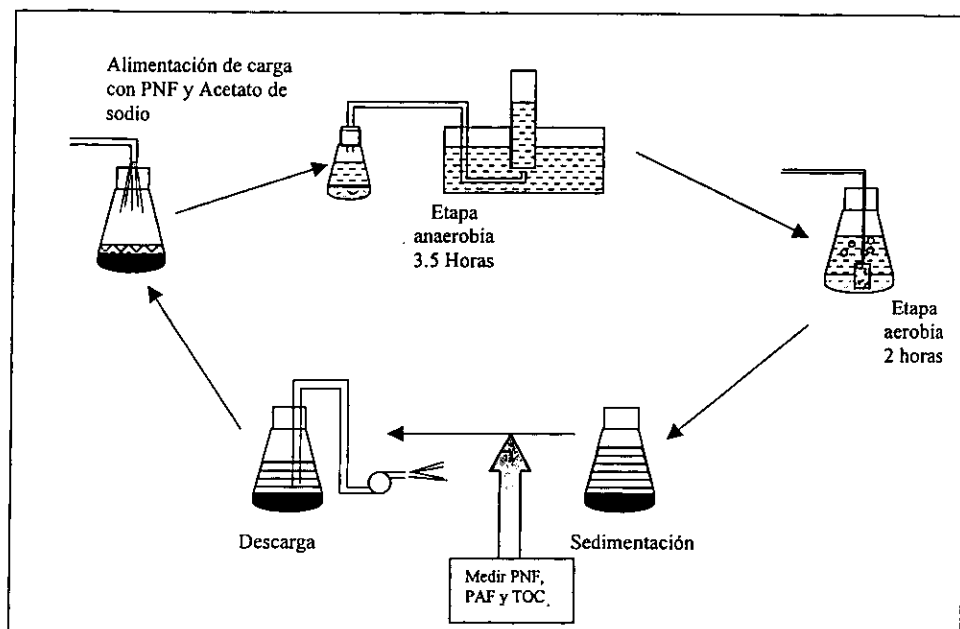 Alimentación de carga
con PNF y Acetato de
sodio
Etapa
anaerobia
3.5 Horas
Etapa
aerobia
2 horas
Sedimentación
Medir PNF,
PAF y TOC
Descarga